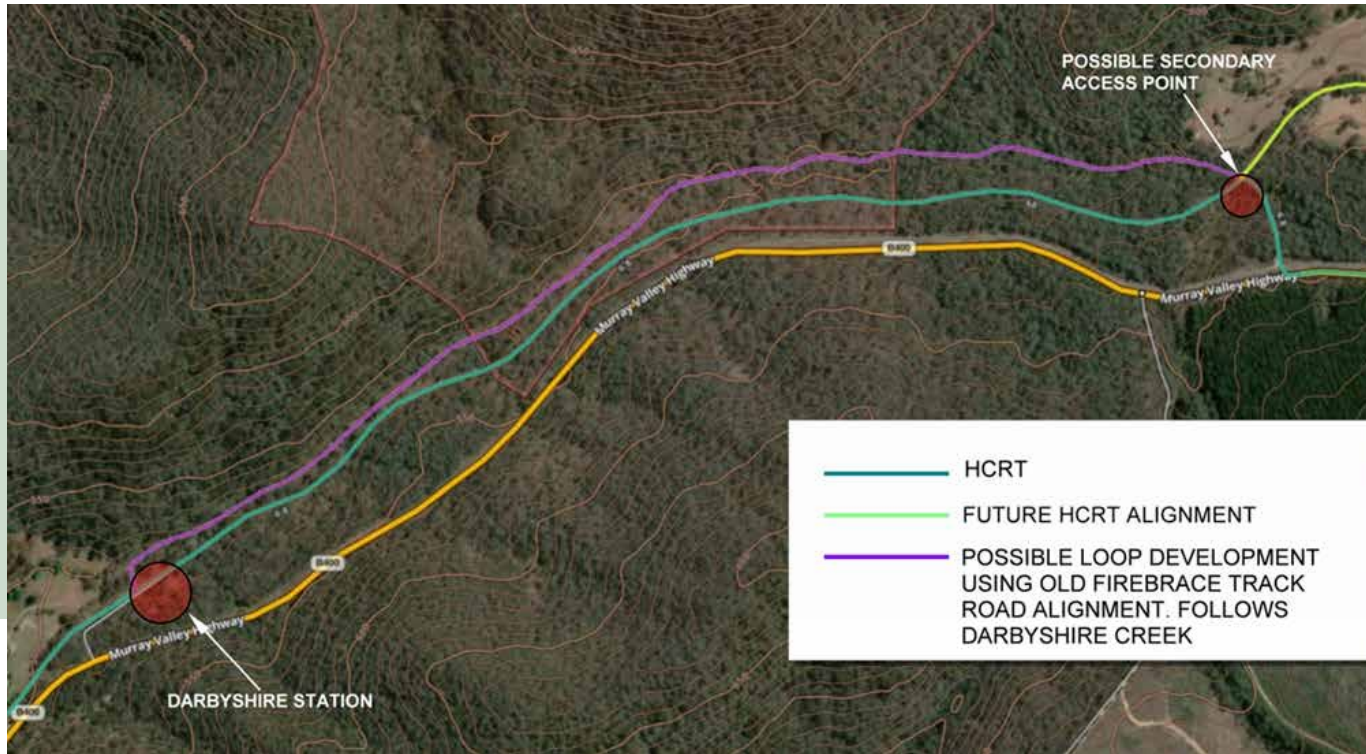 POSSIBLE SECONDARY
ACCESS POINT
B400
Murray Valley Highway
Murray Valley Highway
B400
Murray Valley Highway
B400
DARBYSHIRE STATION
HCRT
FUTURE HCRT ALIGNMENT
POSSIBLE LOOP DEVELOPMENT
USING OLD FIREBRACE TRACK
ROAD ALIGNMENT. FOLLOWS
DARBYSHIRE CREEK